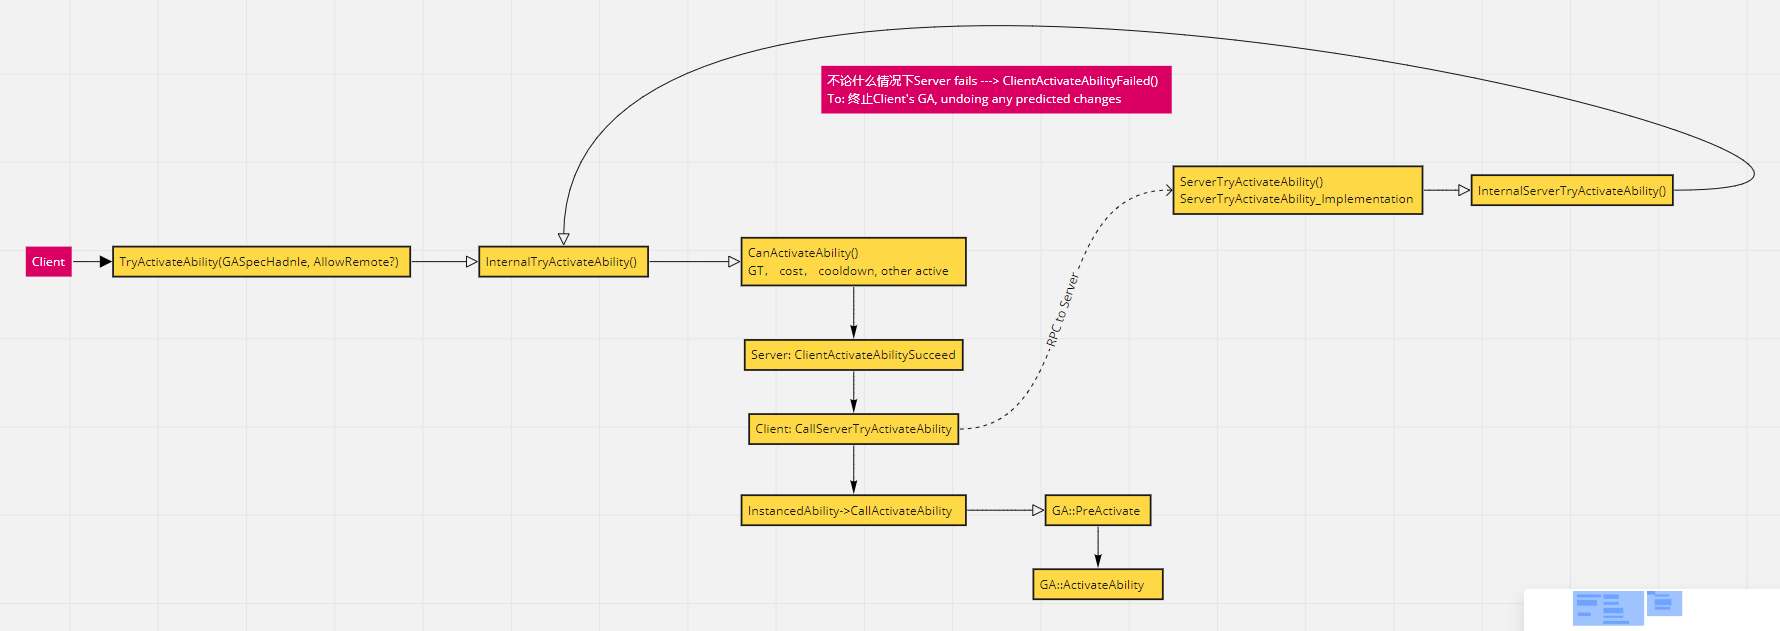 不论什么情况下Server fails ---> ClientActivateAbilityFailed()
To: 终止Client's GA, undoing any predicted changes
ServerTryActivateAbility()
ServerTryActivateAbility_Implementation
InternalServerTryActivateAbility()
Client
TryActivateAbility(GASpecHadnle, AllowRemote?)
InternalTryActivateAbility()
CanActivateAbility()
GT， cost， cooldown, other active
RPC to Server
Server: ClientActivateAbilitySucceed
Client: CallServerTryActivateAbility
InstancedAbility->CallActivateAbility
GA::PreActivate
GA::ActivateAbility